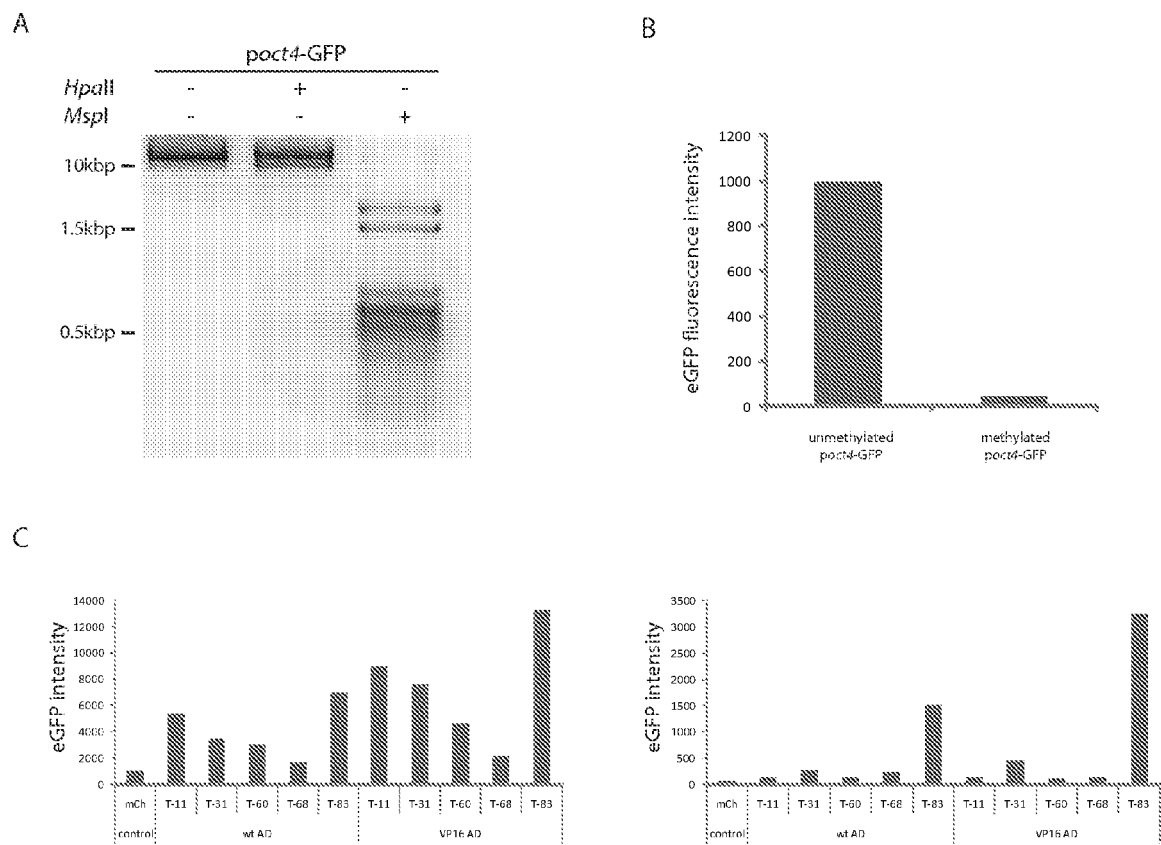 A
poct4-GFP
HpaII - + -
MspI - - +
10kbp
1.5kbp
0.5kbp
B
eGFP fluorescence intensity
1200
1000
800
600
400
200
0
unmethylated poct4-GFP
methylated poct4-GFP
C
eGFP intensity
14000
12000
10000
8000
6000
4000
2000
0
mCh T-11 T-31 T-60 T-68 T-83 T-11 T-31 T-60 T-68 T-83
control wt AD VP16 AD
eGFP intensity
3500
3000
2500
2000
1500
1000
500
0
mCh T-11 T-31 T-60 T-68 T-83 T-11 T-31 T-60 T-68 T-83
control wt AD VP16 AD